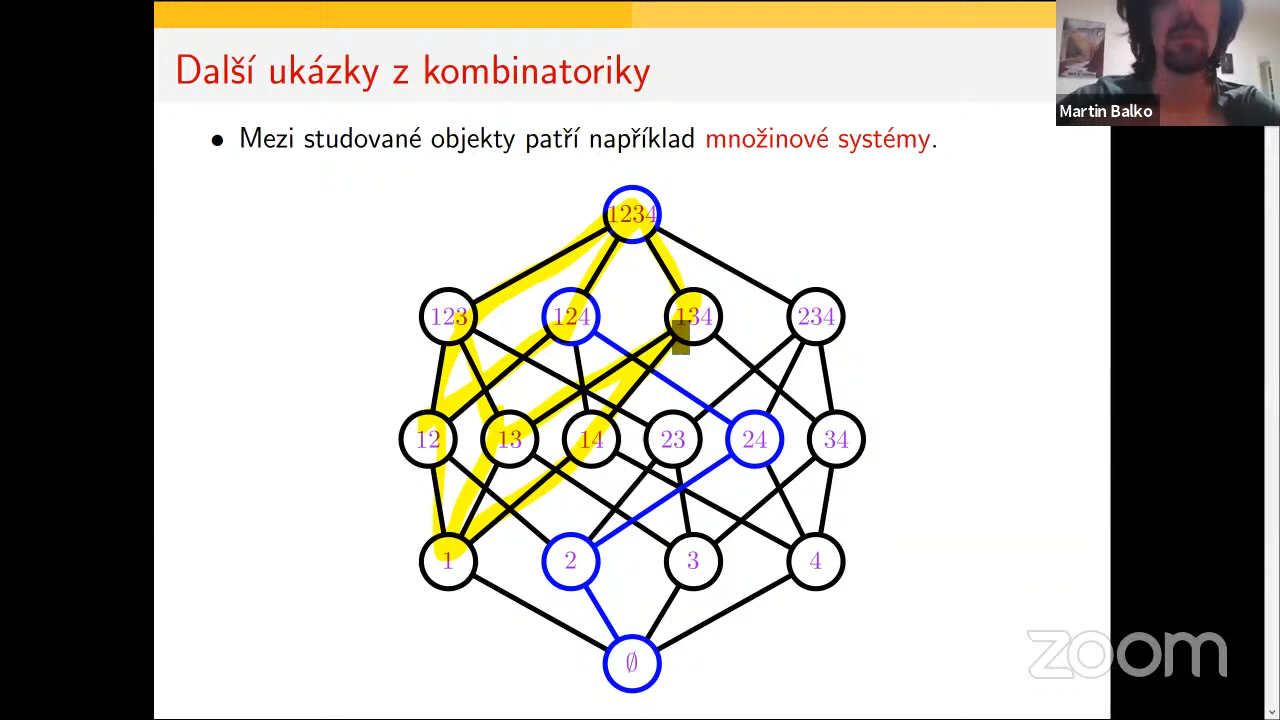 Další ukázky z kombinatoriky
Martin Balko
• Mezi studované objekty patří například množinové systémy.
1234
123 124 134 234
12 13 14 23 24 34
1 2 3 4
∅
zoom